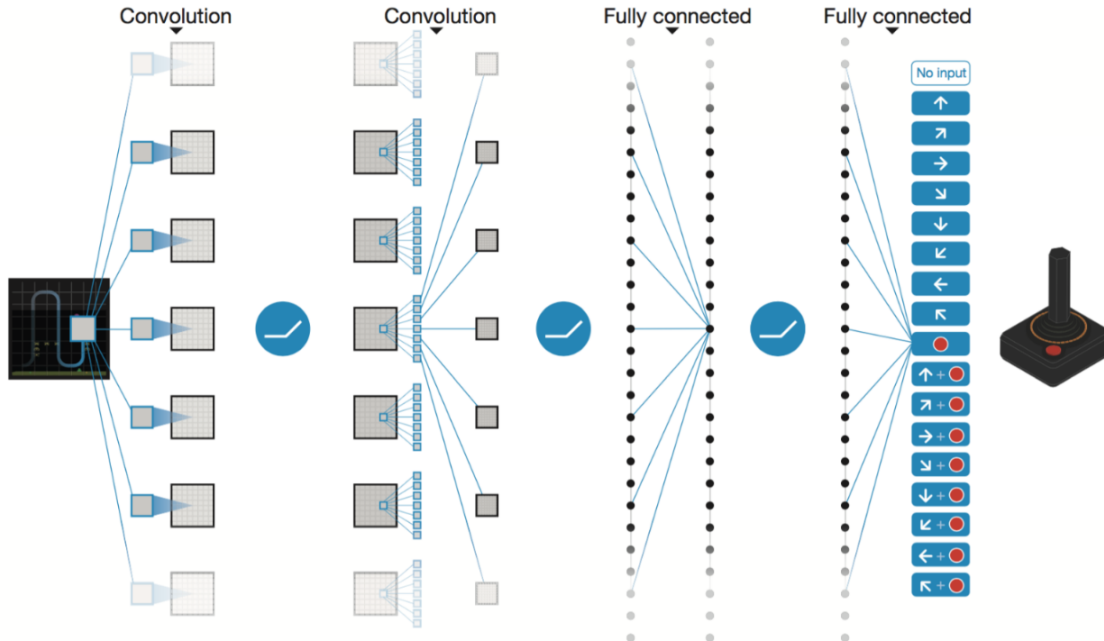 Convolution
Convolution
Fully connected
Fully connected
No input
+
+
+
+
+
+
+
+